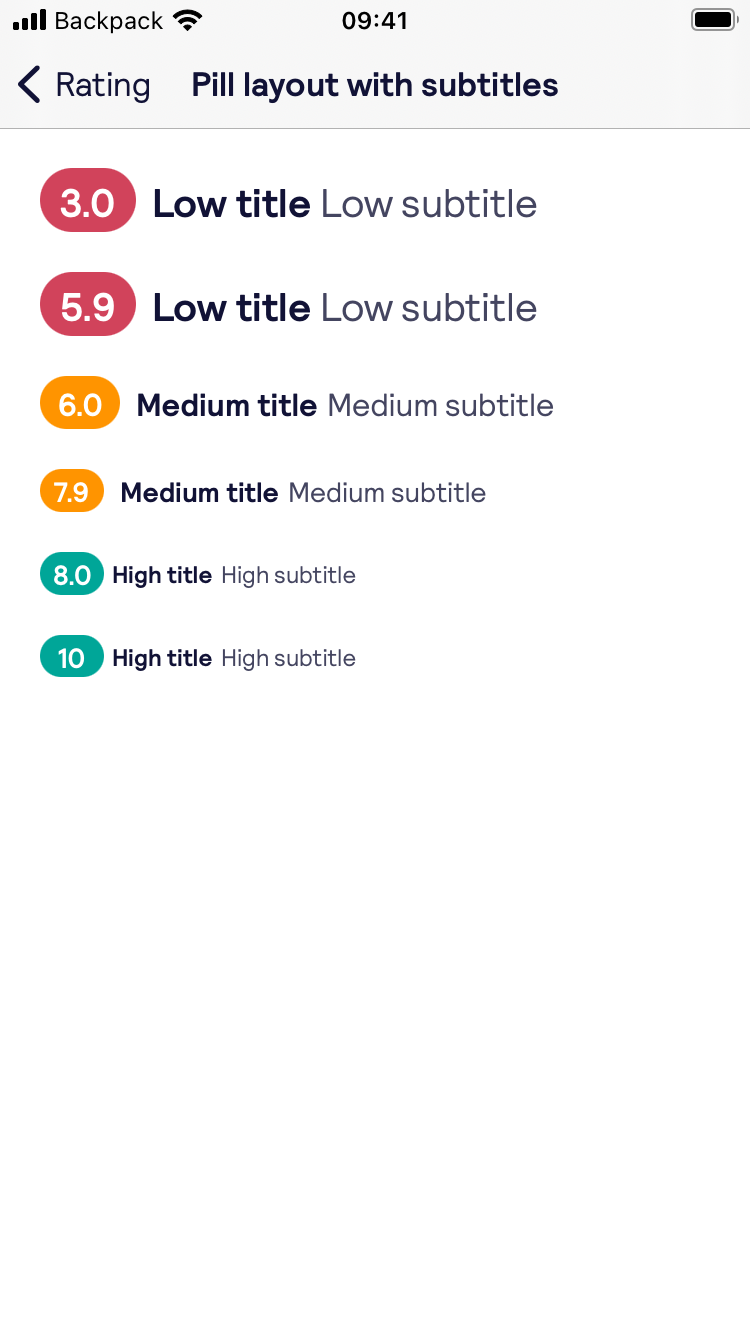 Backpack 09:41
Rating Pill layout with subtitles
3.0 Low title Low subtitle
5.9 Low title Low subtitle
6.0 Medium title Medium subtitle
7.9 Medium title Medium subtitle
8.0 High title High subtitle
10 High title High subtitle